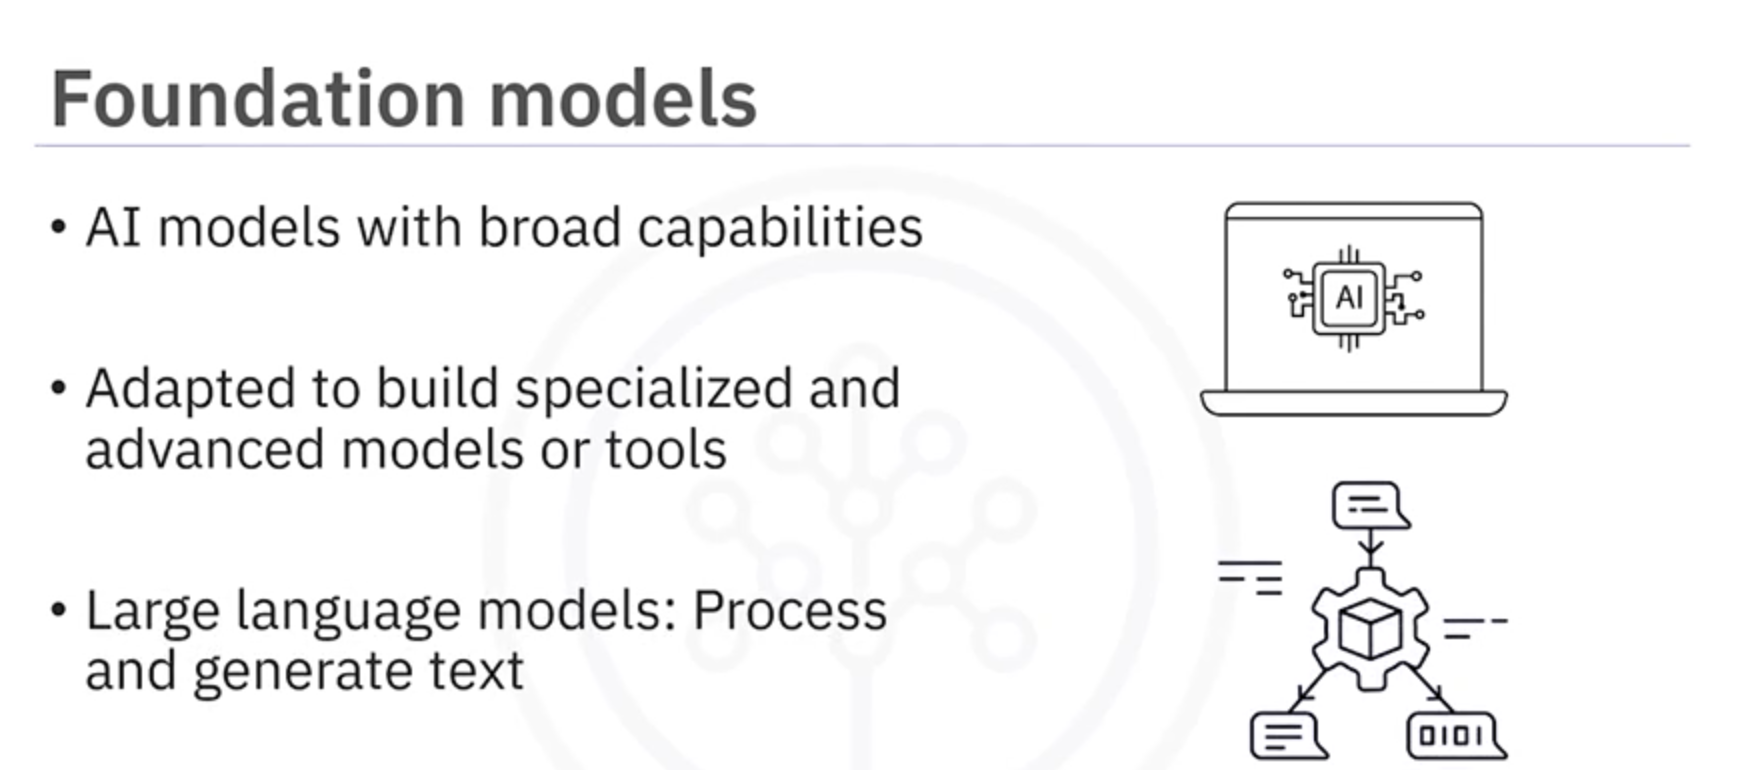 Foundation models
• AI models with broad capabilities
• Adapted to build specialized and
advanced models or tools
• Large language models: Process
and generate text
AI
0101